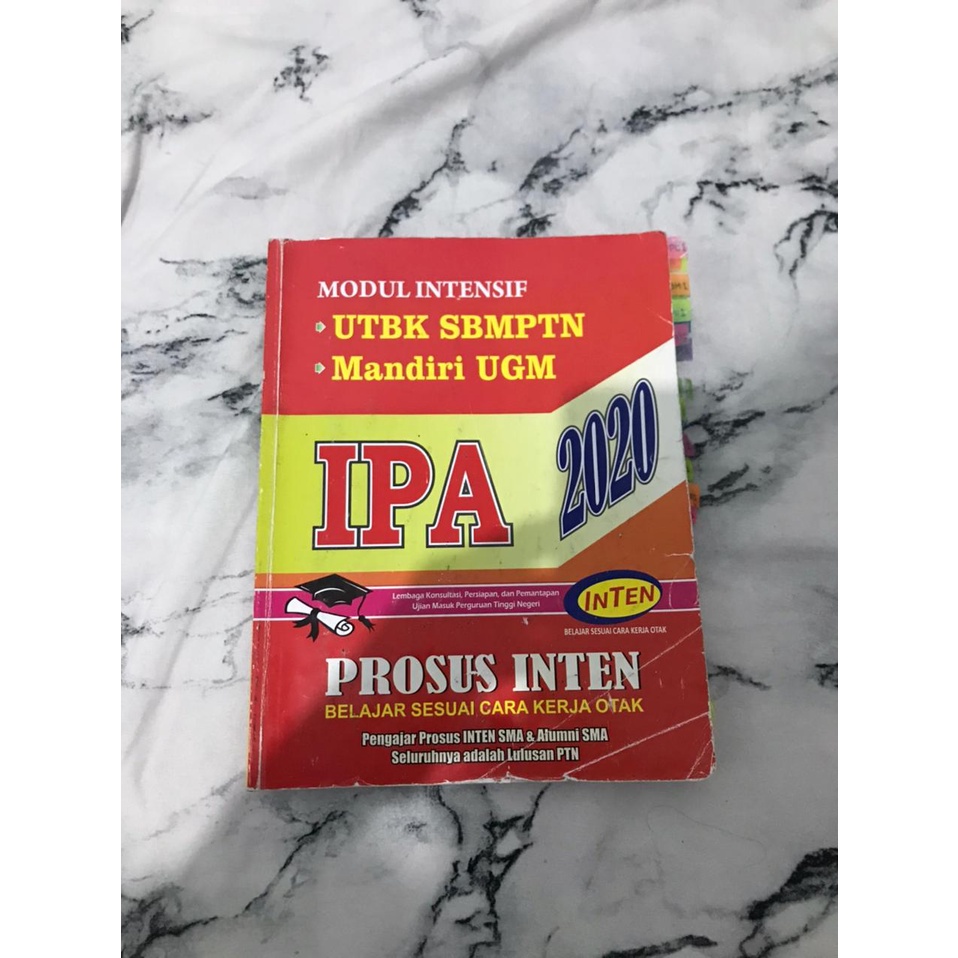 MODUL INTENSIF
UTBK SBMPTN
Mandiri UGM
IPA
2020
Lembaga Konsultasi, Persiapan, dan Pemantapan
Ujian Masuk Perguruan Tinggi Negeri
INTEN
BELAJAR SESUAI CARA KERJA OTAK
PROSUS INTEN
BELAJAR SESUAI CARA KERJA OTAK
Pengajar Prosus INTEN SMA & Alumni SMA
Seluruhnya adalah Lulusan PTN